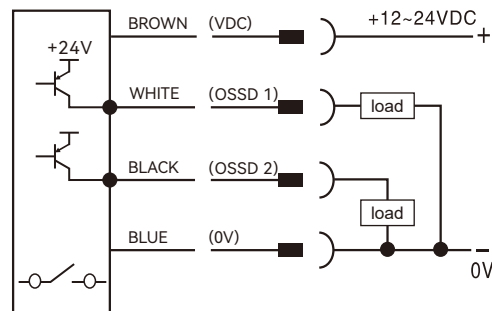 +24V
BROWN (VDC) +12~24VDC +
WHITE (OSSD 1) load
BLACK (OSSD 2)
load
BLUE (0V) −
0V